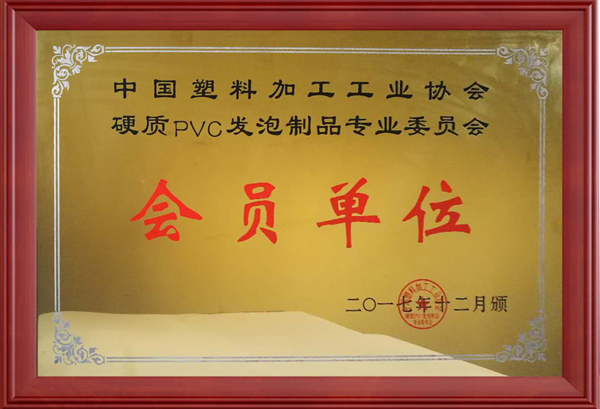 中国塑料加工工业协会
硬质PVC发泡制品专业委员会
会员单位
二〇一七年十二月颁